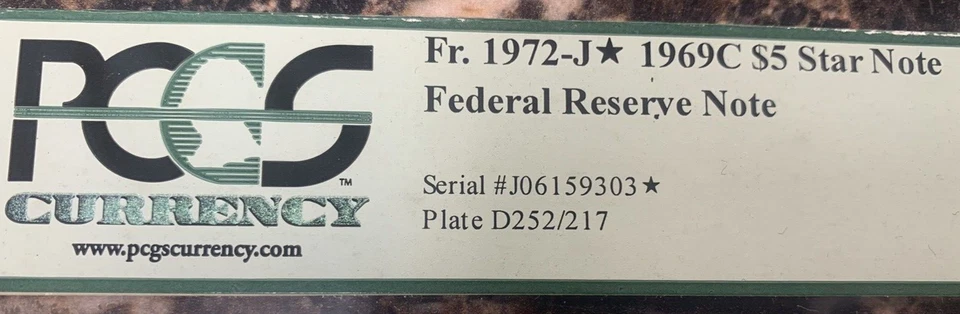 PCGS
CURRENCY
™
www.pcgscurrency.com
Fr. 1972-J★ 1969C $5 Star Note
Federal Reserve Note
Serial #J06159303★
Plate D252/217